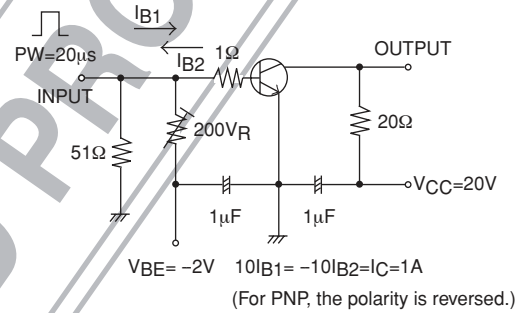 IB1
PW=20μs
IB2
1Ω
OUTPUT
INPUT
200VR
20Ω
51Ω
VCC=20V
1μF
1μF
VBE= −2V
10IB1= −10IB2=IC=1A
(For PNP, the polarity is reversed.)